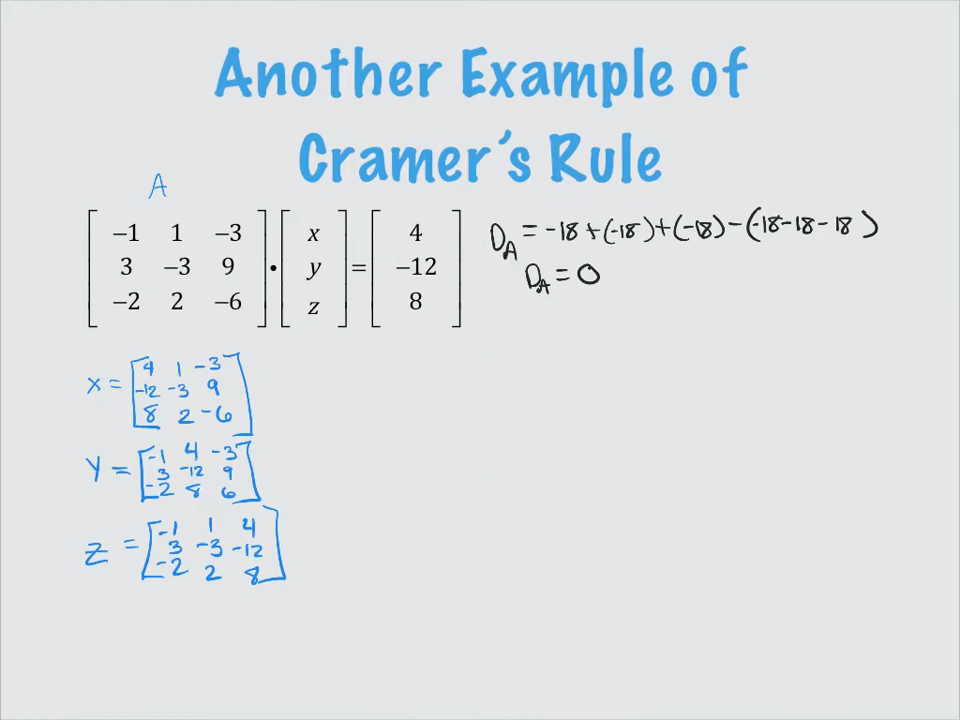 Another Example of
Cramer's Rule
A
[ −1 1 −3 ] [ x ] [ 4 ]
[ 3 −3 9 ] • [ y ] = [ −12 ]
[ −2 2 −6 ] [ z ] [ 8 ]
D_A = -18 + (-18) + (-18) - (-18 - 18 - 18)
D_A = 0
x = [ 4 1 -3
-12 -3 9
8 2 -6 ]
Y = [ -1 4 -3
3 -12 9
-2 8 6 ]
Z = [ -1 1 4
3 -3 -12
-2 2 8 ]